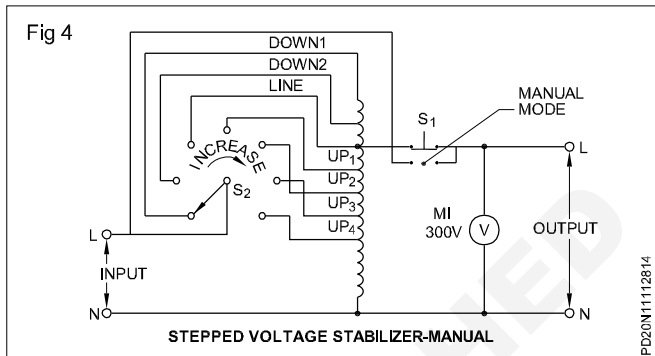 Fig 4
DOWN1
DOWN2
LINE
MANUAL
MODE
S1
INCREASE
S2
UP1
UP2
UP3
UP4
L
INPUT
N
MI
300V
V
L
OUTPUT
N
STEPPED VOLTAGE STABILIZER-MANUAL
PD20N11112814